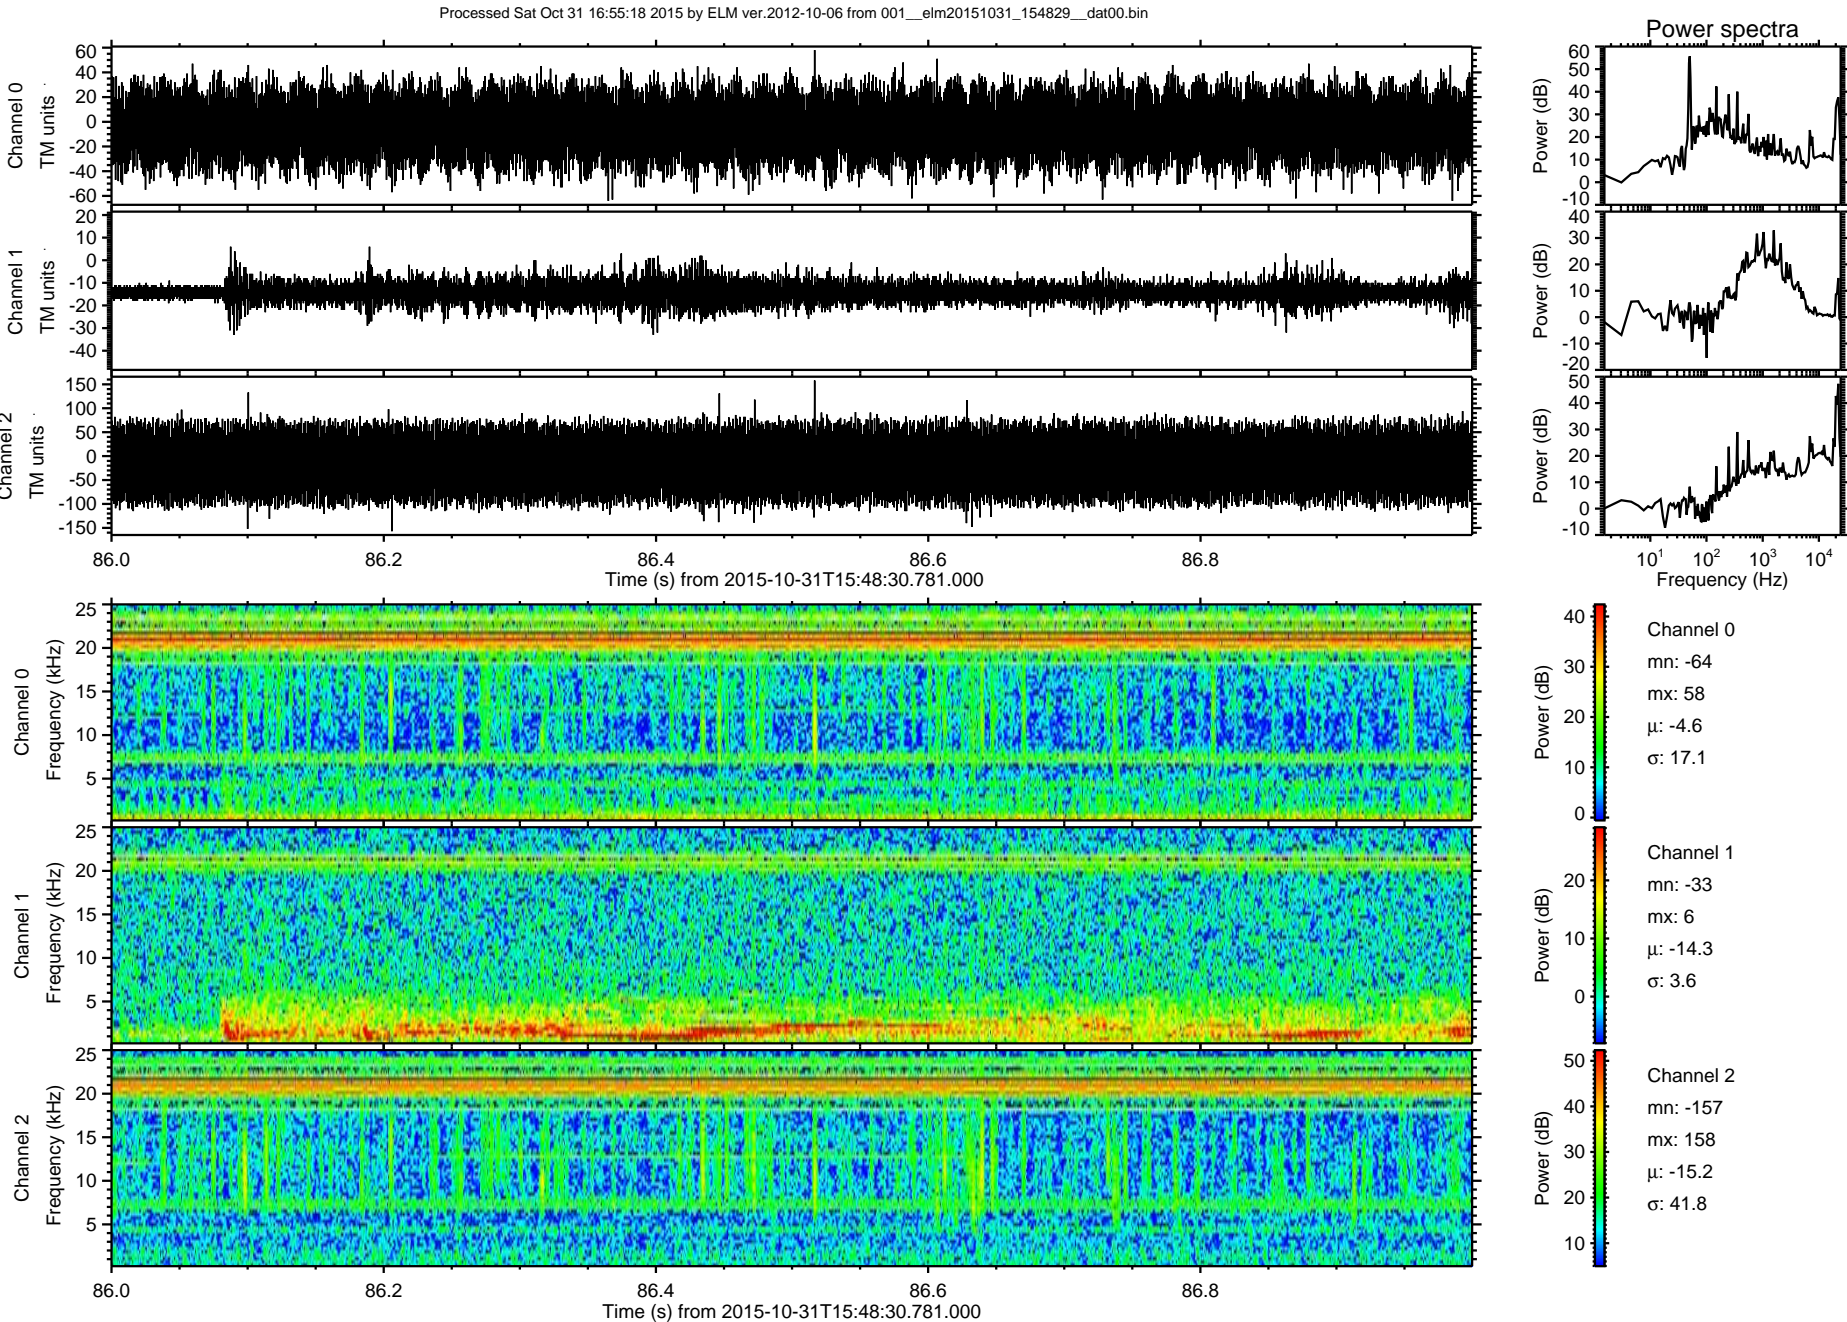 Processed Sat Oct 31 16:55:18 2015 by ELM ver.2012-10-06 from 001__elm20151031_154829__dat00.bin
Power spectra
Channel 0
TM units
60
40
20
0
-20
-40
-60
Power (dB)
60
50
40
30
20
10
0
-10
Channel 1
TM units
20
10
0
-10
-20
-30
-40
Power (dB)
40
30
20
10
0
-10
-20
Channel 2
TM units
150
100
50
0
-50
-100
-150
Power (dB)
50
40
30
20
10
0
-10
86.0 86.2 86.4 86.6 86.8
Time (s) from 2015-10-31T15:48:30.781.000
10^1 10^2 10^3 10^4
Frequency (Hz)
Channel 0
Frequency (kHz)
25
20
15
10
5
Power (dB)
40
30
20
10
0
Channel 0
mn: -64
mx: 58
μ: -4.6
σ: 17.1
Channel 1
Frequency (kHz)
25
20
15
10
5
Power (dB)
20
10
0
Channel 1
mn: -33
mx: 6
μ: -14.3
σ: 3.6
Channel 2
Frequency (kHz)
25
20
15
10
5
Power (dB)
50
40
30
20
10
Channel 2
mn: -157
mx: 158
μ: -15.2
σ: 41.8
86.0 86.2 86.4 86.6 86.8
Time (s) from 2015-10-31T15:48:30.781.000